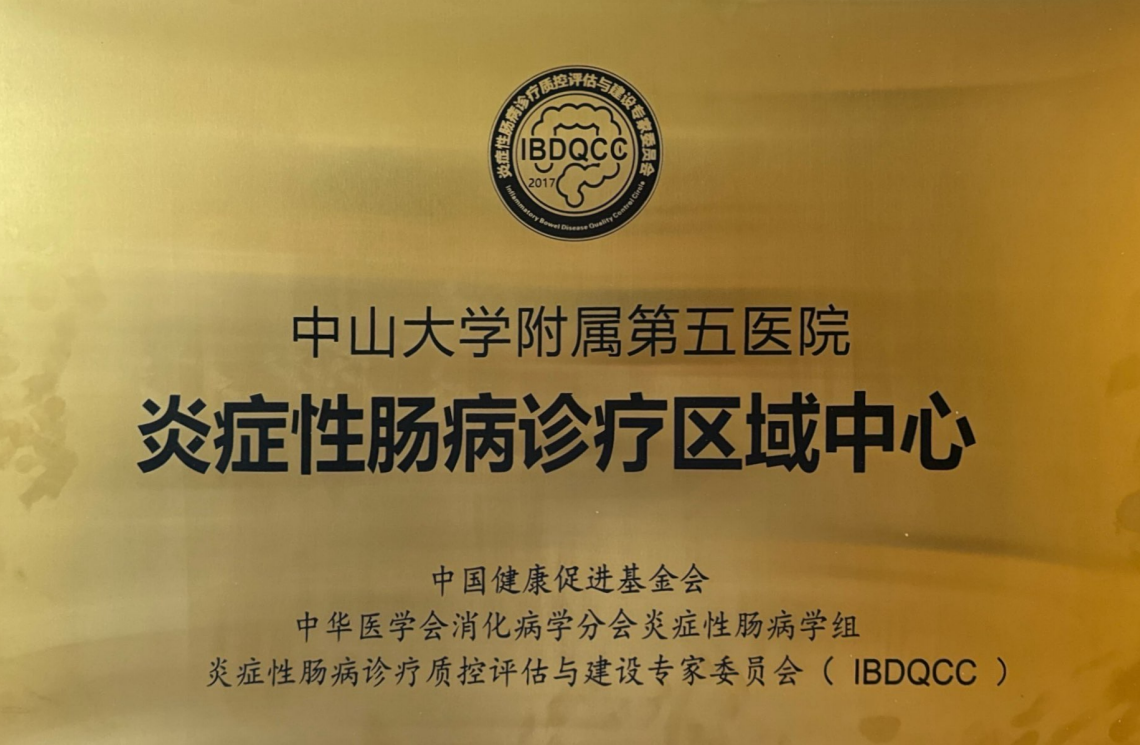 炎症性肠病诊疗质控评估与建设专家委员会
IBDQCC
2017
Inflammatory Bowel Disease Quality Control Circle
中山大学附属第五医院
炎症性肠病诊疗区域中心
中国健康促进基金会
中华医学会消化病学分会炎症性肠病学组
炎症性肠病诊疗质控评估与建设专家委员会（ IBDQCC ）